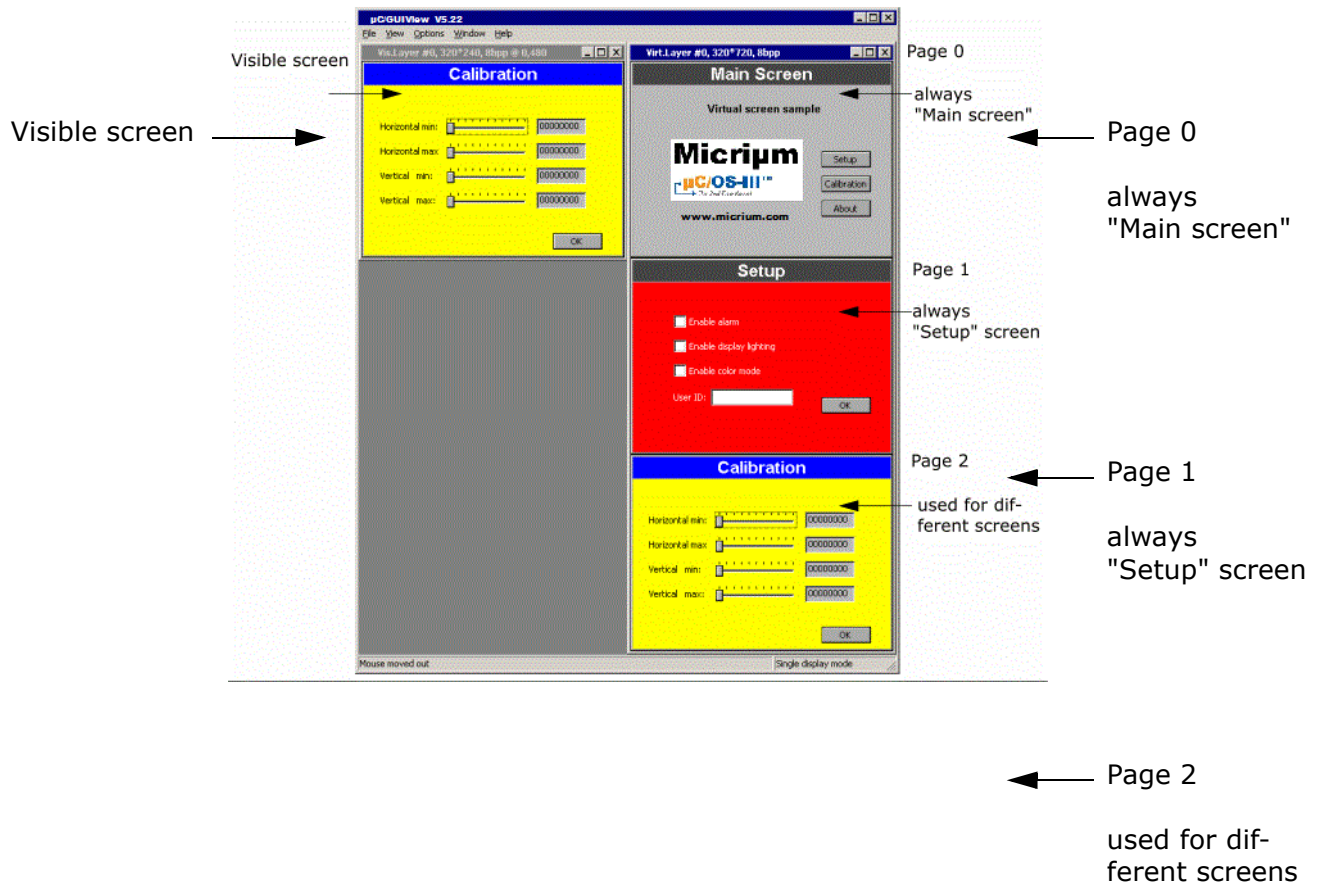 µC/GUIView V5.22
File View Options Window Help
Vis.Layer #0, 320*240, 8bpp @ 0,480
Virt.Layer #0, 320*720, 8bpp
Page 0
Visible screen
Calibration
Main Screen
always
"Main screen"
Virtual screen sample
Visible screen
Page 0
always
"Main screen"
Horizontal min:
00000000
Horizontal max
00000000
Vertical min:
00000000
Vertical max:
00000000
OK
Micriµm
µC/OS-III™
www.micrium.com
Setup
Calibration
About
Setup
Page 1
always
"Setup" screen
Enable alarm
Enable display lighting
Enable color mode
User ID:
OK
Calibration
Page 2
used for dif-
ferent screens
Page 1
always
"Setup" screen
Horizontal min:
00000000
Horizontal max
00000000
Vertical min:
00000000
Vertical max:
00000000
OK
Mouse moved out
Single display mode
Page 2
used for dif-
ferent screens